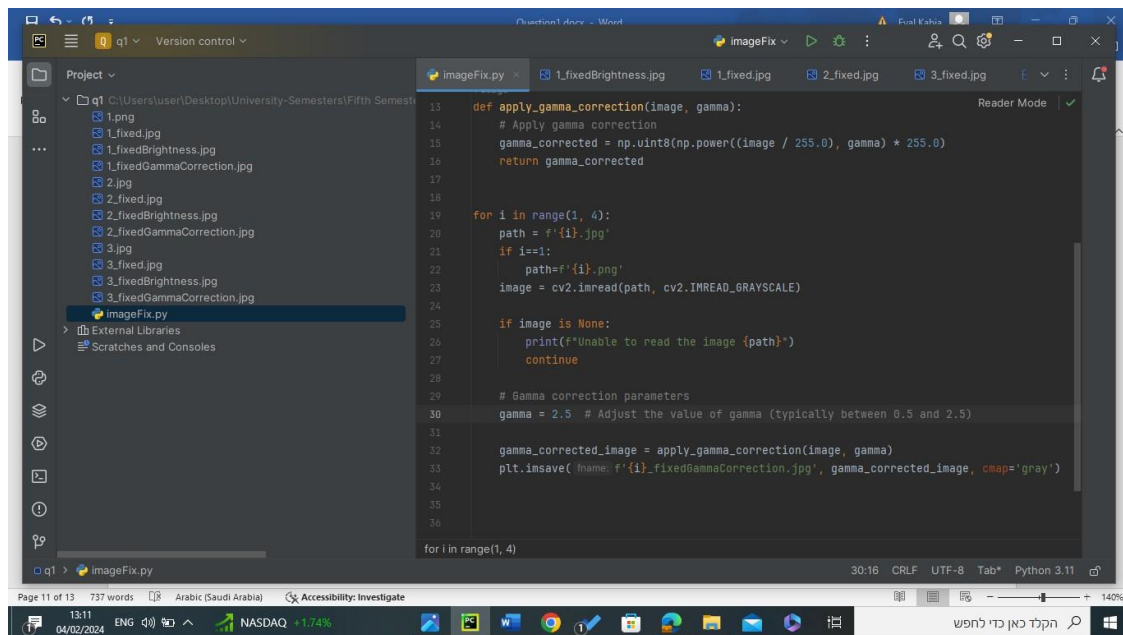 Question1.docx - Word
Eyal Kabia
q1
Version control
imageFix
Project
imageFix.py
1_fixedBrightness.jpg
1_fixed.jpg
2_fixed.jpg
3_fixed.jpg
q1 C:\Users\user\Desktop\University-Semesters\Fifth Semest
1.png
1_fixed.jpg
1_fixedBrightness.jpg
1_fixedGammaCorrection.jpg
2.jpg
2_fixed.jpg
2_fixedBrightness.jpg
2_fixedGammaCorrection.jpg
3.jpg
3_fixed.jpg
3_fixedBrightness.jpg
3_fixedGammaCorrection.jpg
imageFix.py
External Libraries
Scratches and Consoles
Reader Mode
13 def apply_gamma_correction(image, gamma):
14 # Apply gamma correction
15 gamma_corrected = np.uint8(np.power((image / 255.0), gamma) * 255.0)
16 return gamma_corrected
17
18
19 for i in range(1, 4):
20 path = f'{i}.jpg'
21 if i==1:
22 path=f'{i}.png'
23 image = cv2.imread(path, cv2.IMREAD_GRAYSCALE)
24
25 if image is None:
26 print(f"Unable to read the image {path}")
27 continue
28
29 # Gamma correction parameters
30 gamma = 2.5 # Adjust the value of gamma (typically between 0.5 and 2.5)
31
32 gamma_corrected_image = apply_gamma_correction(image, gamma)
33 plt.imsave( fname: f'{i}_fixedGammaCorrection.jpg', gamma_corrected_image, cmap='gray')
34
35
36
for i in range(1, 4)
q1 > imageFix.py
30:16 CRLF UTF-8 Tab* Python 3.11
Page 11 of 13 737 words Arabic (Saudi Arabia) Accessibility: Investigate
140%
13:11
04/02/2024
ENG
NASDAQ +1.74%
הקלד כאן כדי לחפש